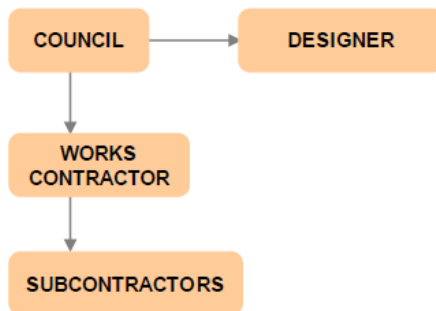 COUNCIL
DESIGNER
WORKS
CONTRACTOR
SUBCONTRACTORS